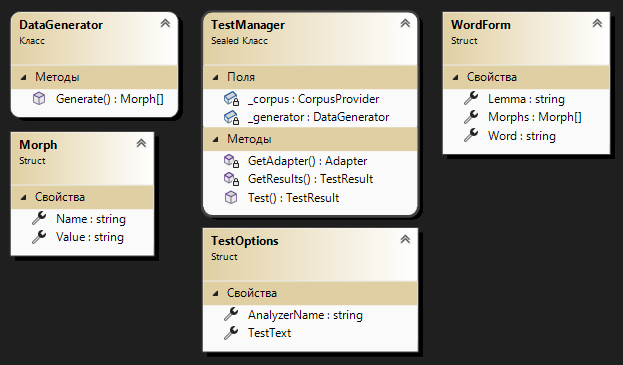 DataGenerator
Класс
Методы
Generate() : Morph[]
Morph
Struct
Свойства
Name : string
Value : string
TestManager
Sealed Класс
Поля
_corpus : CorpusProvider
_generator : DataGenerator
Методы
GetAdapter() : Adapter
GetResults() : TestResult
Test() : TestResult
TestOptions
Struct
Свойства
AnalyzerName : string
TestText
WordForm
Struct
Свойства
Lemma : string
Morphs : Morph[]
Word : string